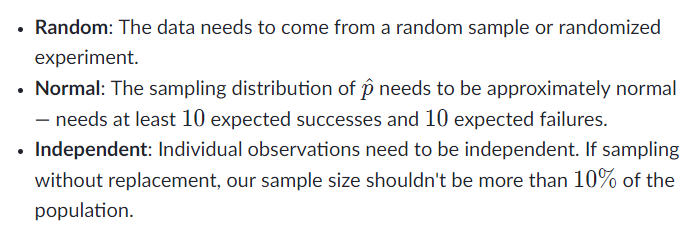 • Random: The data needs to come from a random sample or randomized
experiment.
• Normal: The sampling distribution of p̂ needs to be approximately normal
— needs at least 10 expected successes and 10 expected failures.
• Independent: Individual observations need to be independent. If sampling
without replacement, our sample size shouldn't be more than 10% of the
population.